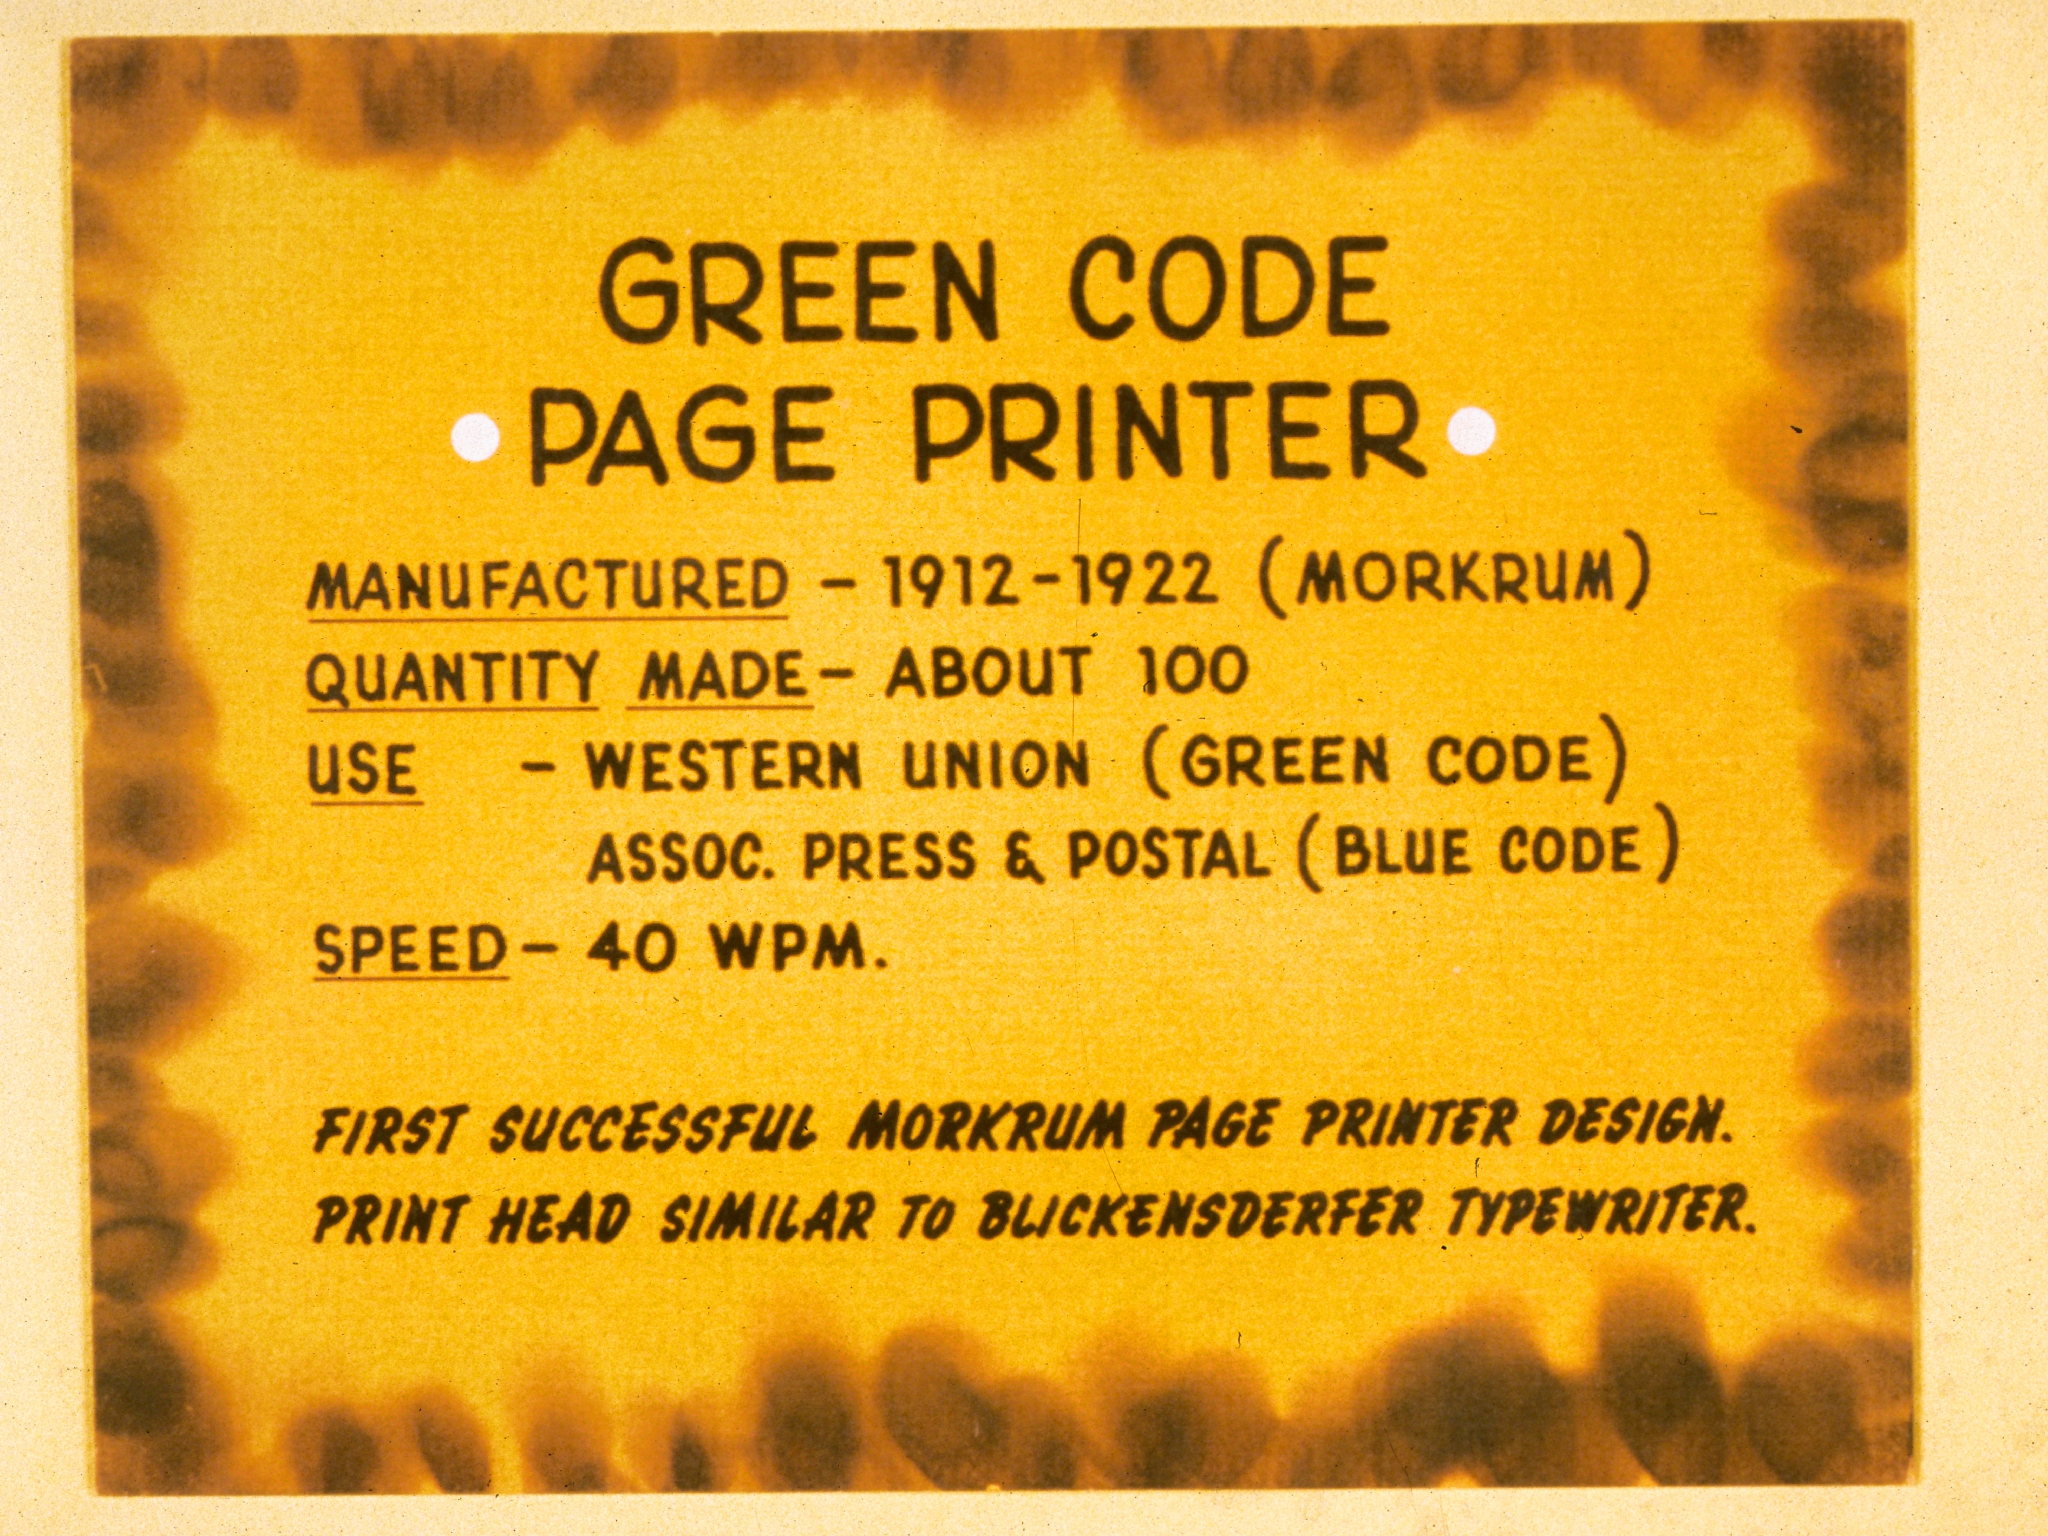 GREEN CODE
PAGE PRINTER
MANUFACTURED - 1912-1922 (MORKRUM)
QUANTITY MADE - ABOUT 100
USE - WESTERN UNION (GREEN CODE)
ASSOC. PRESS & POSTAL (BLUE CODE)
SPEED - 40 WPM.
FIRST SUCCESSFUL MORKRUM PAGE PRINTER DESIGN.
PRINT HEAD SIMILAR TO BLICKENSDERFER TYPEWRITER.